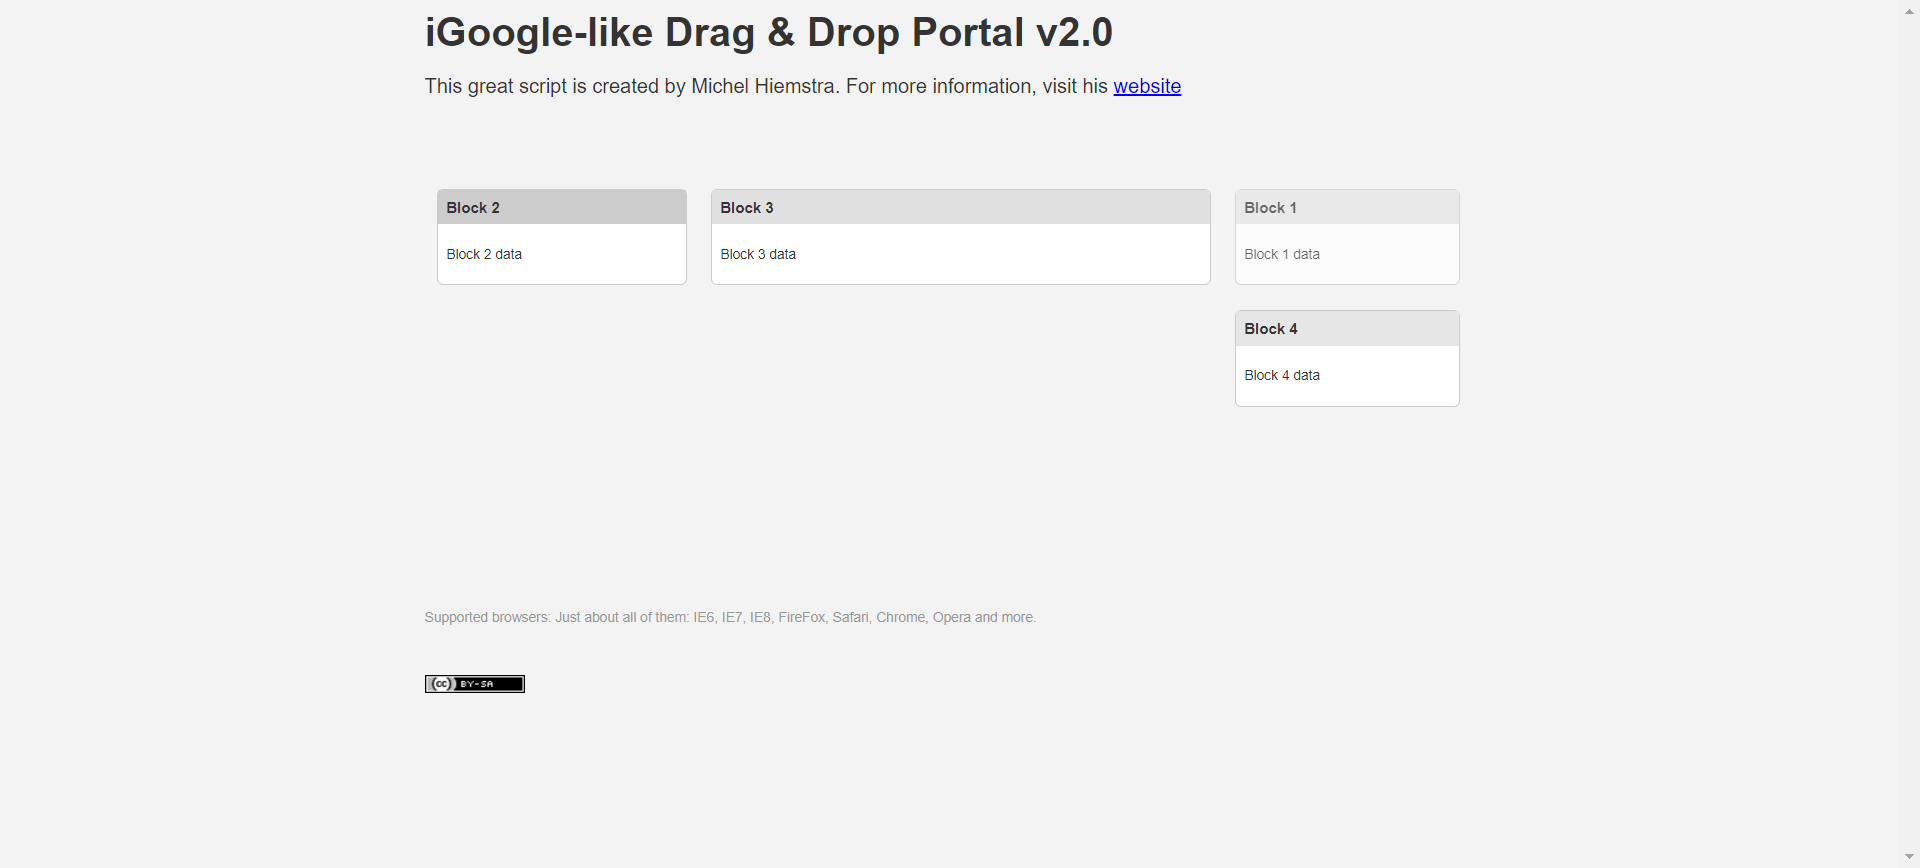 iGoogle-like Drag & Drop Portal v2.0
This great script is created by Michel Hiemstra. For more information, visit his website
Block 2
Block 2 data
Block 3
Block 3 data
Block 1
Block 1 data
Block 4
Block 4 data
Supported browsers: Just about all of them: IE6, IE7, IE8, FireFox, Safari, Chrome, Opera and more.
(cc) BY-SA